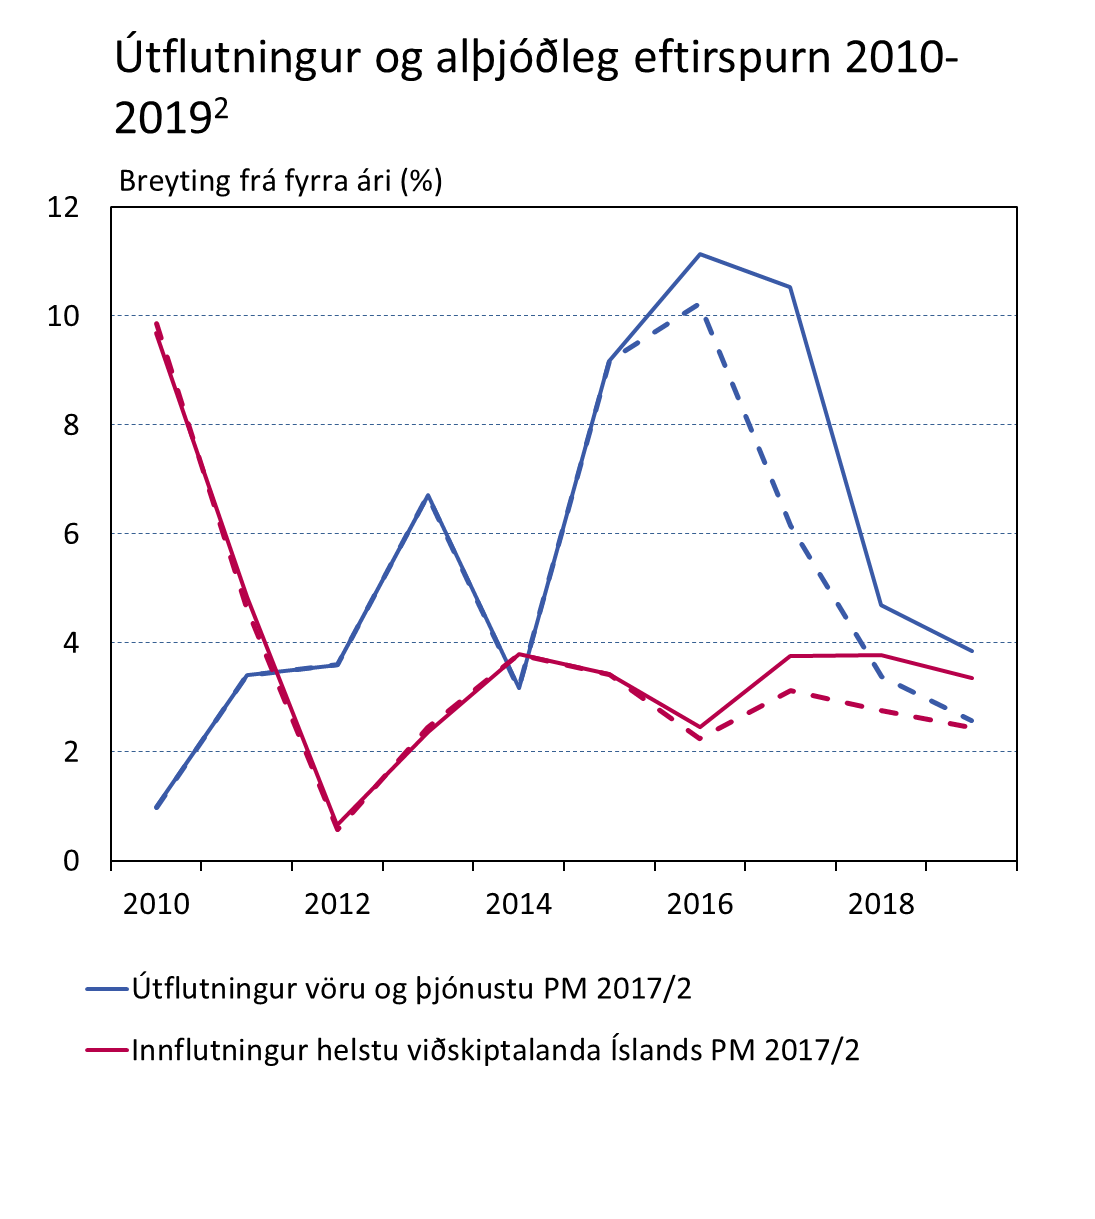 Útflutningur og alþjóðleg eftirspurn 2010-
2019²
Breyting frá fyrra ári (%)
12
10
8
6
4
2
0
2010 2012 2014 2016 2018
Útflutningur vöru og þjónustu PM 2017/2
Innflutningur helstu viðskiptalanda Íslands PM 2017/2